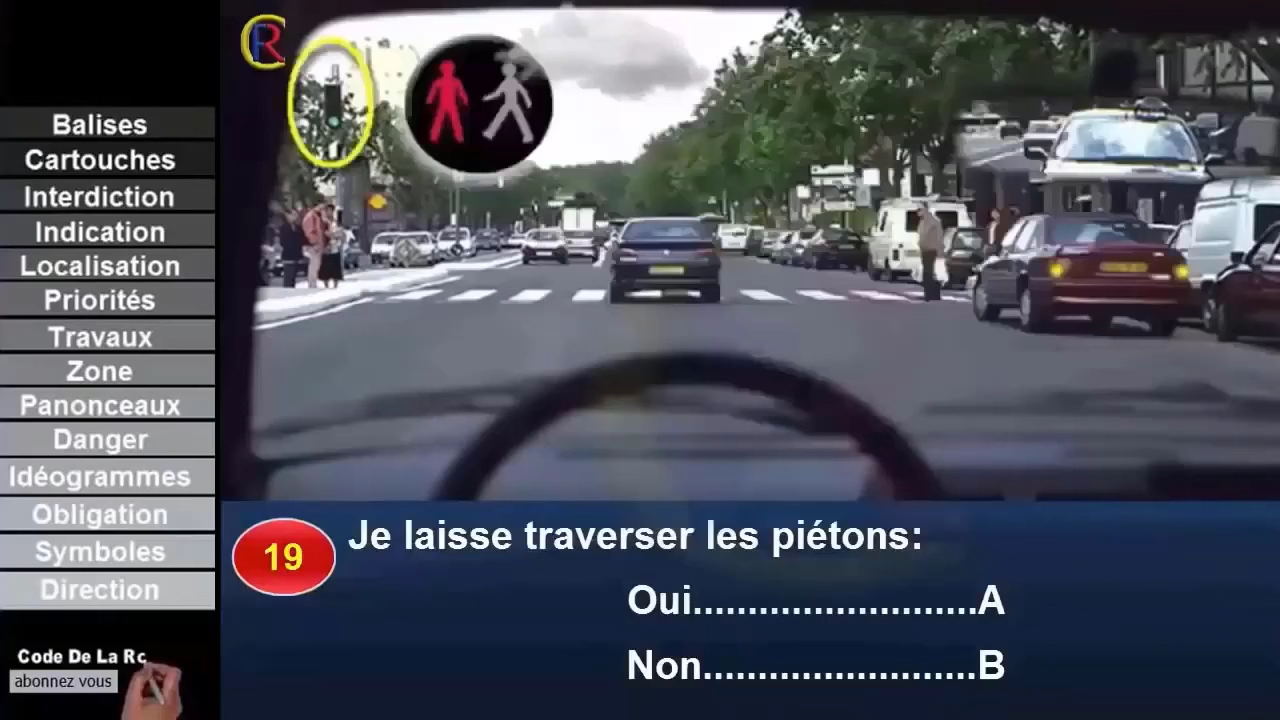 CR
Balises
Cartouches
Interdiction
Indication
Localisation
Priorités
Travaux
Zone
Panonceaux
Danger
Idéogrammes
Obligation
Symboles
Direction
Code De La Rc
abonnez vous
19
Je laisse traverser les piétons:
Oui..........................A
Non.........................B